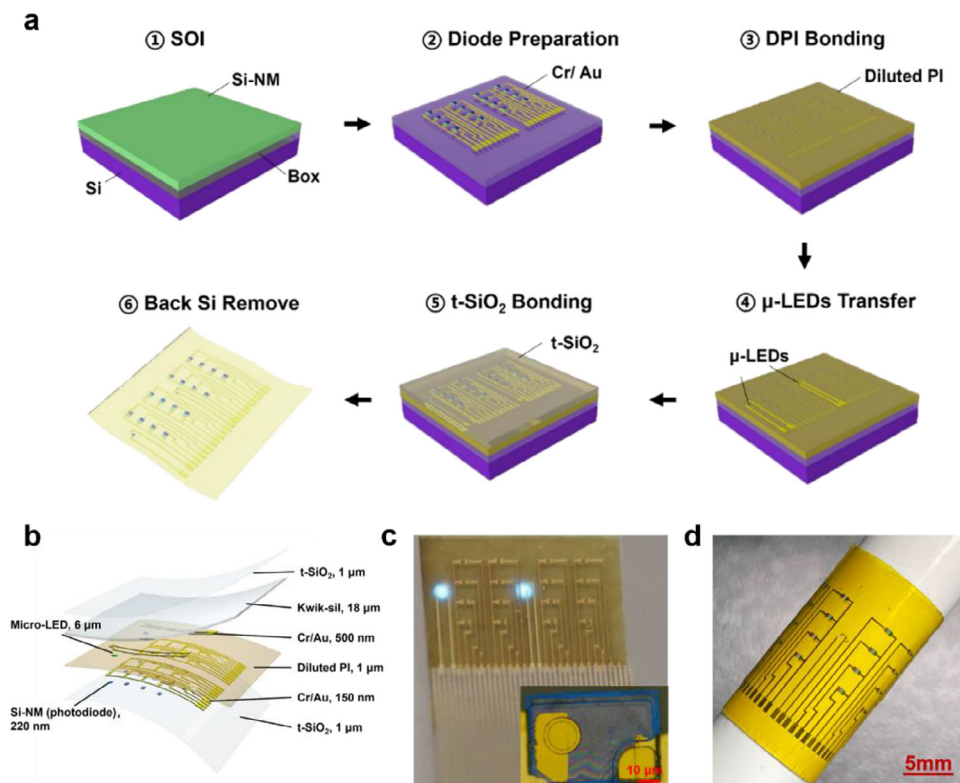 a
① SOI
② Diode Preparation
③ DPI Bonding
Si-NM
Cr/ Au
Diluted PI
Si
Box
⑥ Back Si Remove
⑤ t-SiO₂ Bonding
④ μ-LEDs Transfer
t-SiO₂
μ-LEDs
b
t-SiO₂, 1 μm
Kwik-sil, 18 μm
Micro-LED, 6 μm
Cr/Au, 500 nm
Diluted PI, 1 μm
Cr/Au, 150 nm
Si-NM (photodiode),
220 nm
t-SiO₂, 1 μm
c
10 μm
d
5mm